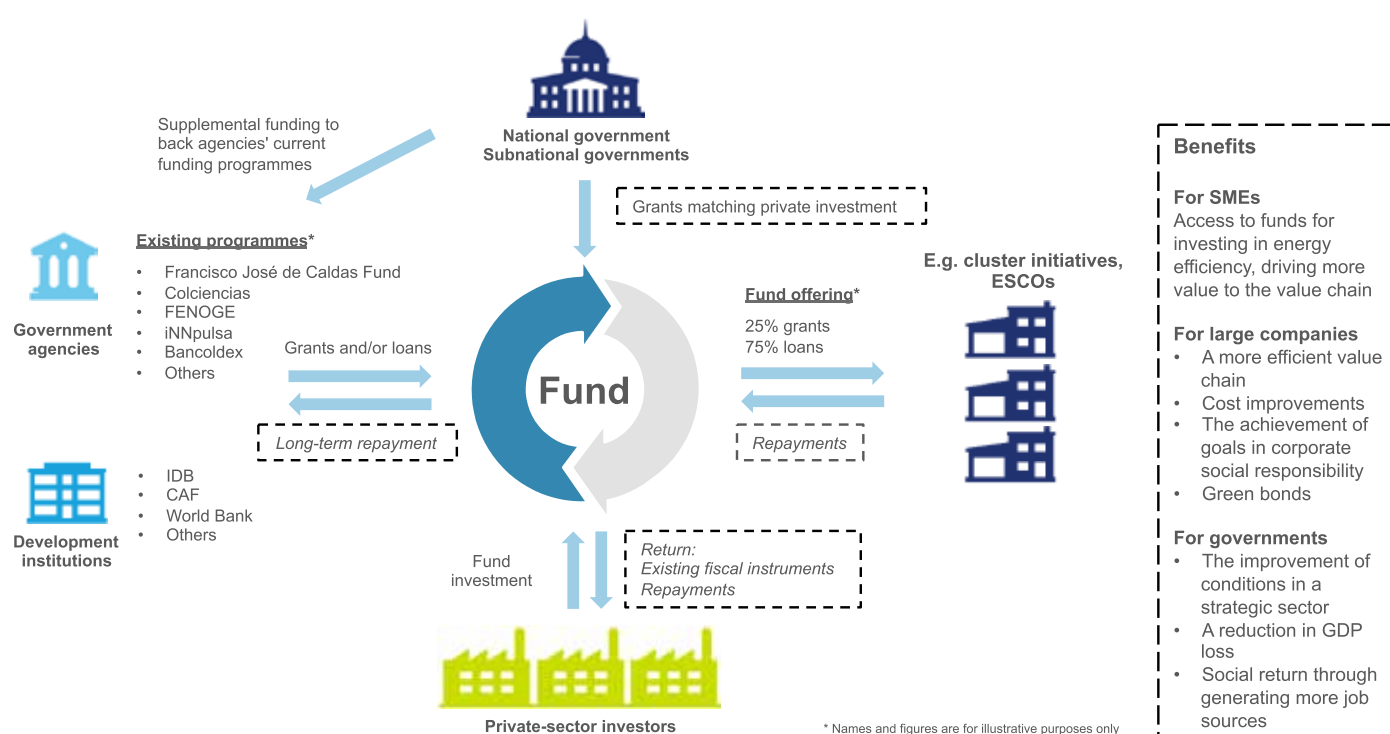 National government
Subnational governments
Supplemental funding to
back agencies' current
funding programmes
Grants matching private investment
Government
agencies
Existing programmes*
• Francisco José de Caldas Fund
• Colciencias
• FENOGE
• iNNpulsa
• Bancoldex
• Others
Grants and/or loans
Long-term repayment
Development
institutions
• IDB
• CAF
• World Bank
• Others
Fund
Fund offering*
25% grants
75% loans
Repayments
E.g. cluster initiatives,
ESCOs
Fund
investment
Return:
Existing fiscal instruments
Repayments
Private-sector investors
* Names and figures are for illustrative purposes only
Benefits
For SMEs
Access to funds for
investing in energy
efficiency, driving more
value to the value chain
For large companies
• A more efficient value
chain
• Cost improvements
• The achievement of
goals in corporate
social responsibility
• Green bonds
For governments
• The improvement of
conditions in a
strategic sector
• A reduction in GDP
loss
• Social return through
generating more job
sources